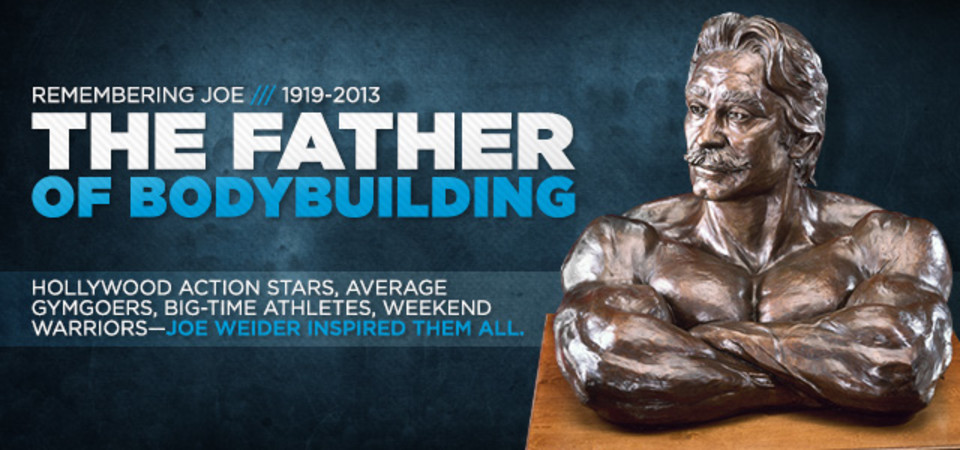 REMEMBERING JOE /// 1919-2013
THE FATHER
OF BODYBUILDING
HOLLYWOOD ACTION STARS, AVERAGE
GYMGOERS, BIG-TIME ATHLETES, WEEKEND
WARRIORS—JOE WEIDER INSPIRED THEM ALL.